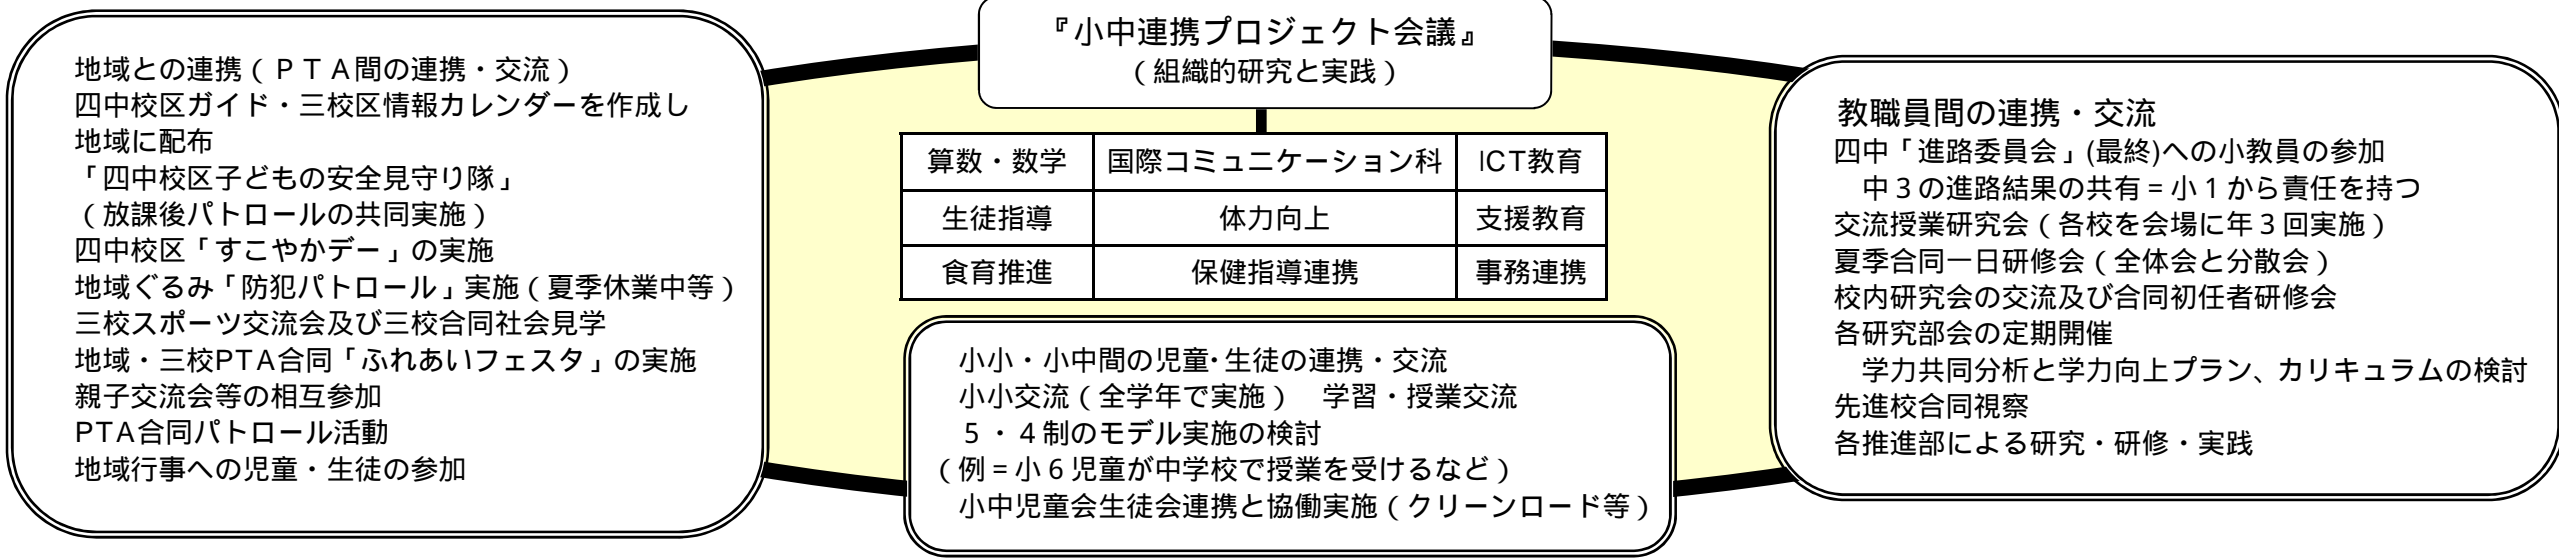 『小中連携プロジェクト会議』
（組織的研究と実践）
地域との連携（ＰＴＡ間の連携・交流）
四中校区ガイド・三校区情報カレンダーを作成し
地域に配布
「四中校区子どもの安全見守り隊」
（放課後パトロールの共同実施）
四中校区「すこやかデー」の実施
地域ぐるみ「防犯パトロール」実施（夏季休業中等）
三校スポーツ交流会及び三校合同社会見学
地域・三校PTA合同「ふれあいフェスタ」の実施
親子交流会等の相互参加
PTA合同パトロール活動
地域行事への児童・生徒の参加
算数・数学 国際コミュニケーション科 ICT教育
生徒指導 体力向上 支援教育
食育推進 保健指導連携 事務連携
小小・小中間の児童・生徒の連携・交流
小小交流（全学年で実施）　学習・授業交流
５・４制のモデル実施の検討
（例＝小６児童が中学校で授業を受けるなど）
小中児童会生徒会連携と協働実施（クリーンロード等）
教職員間の連携・交流
四中「進路委員会」(最終)への小教員の参加
中３の進路結果の共有＝小１から責任を持つ
交流授業研究会（各校を会場に年３回実施）
夏季合同一日研修会（全体会と分散会）
校内研究会の交流及び合同初任者研修会
各研究部会の定期開催
学力共同分析と学力向上プラン、カリキュラムの検討
先進校合同視察
各推進部による研究・研修・実践